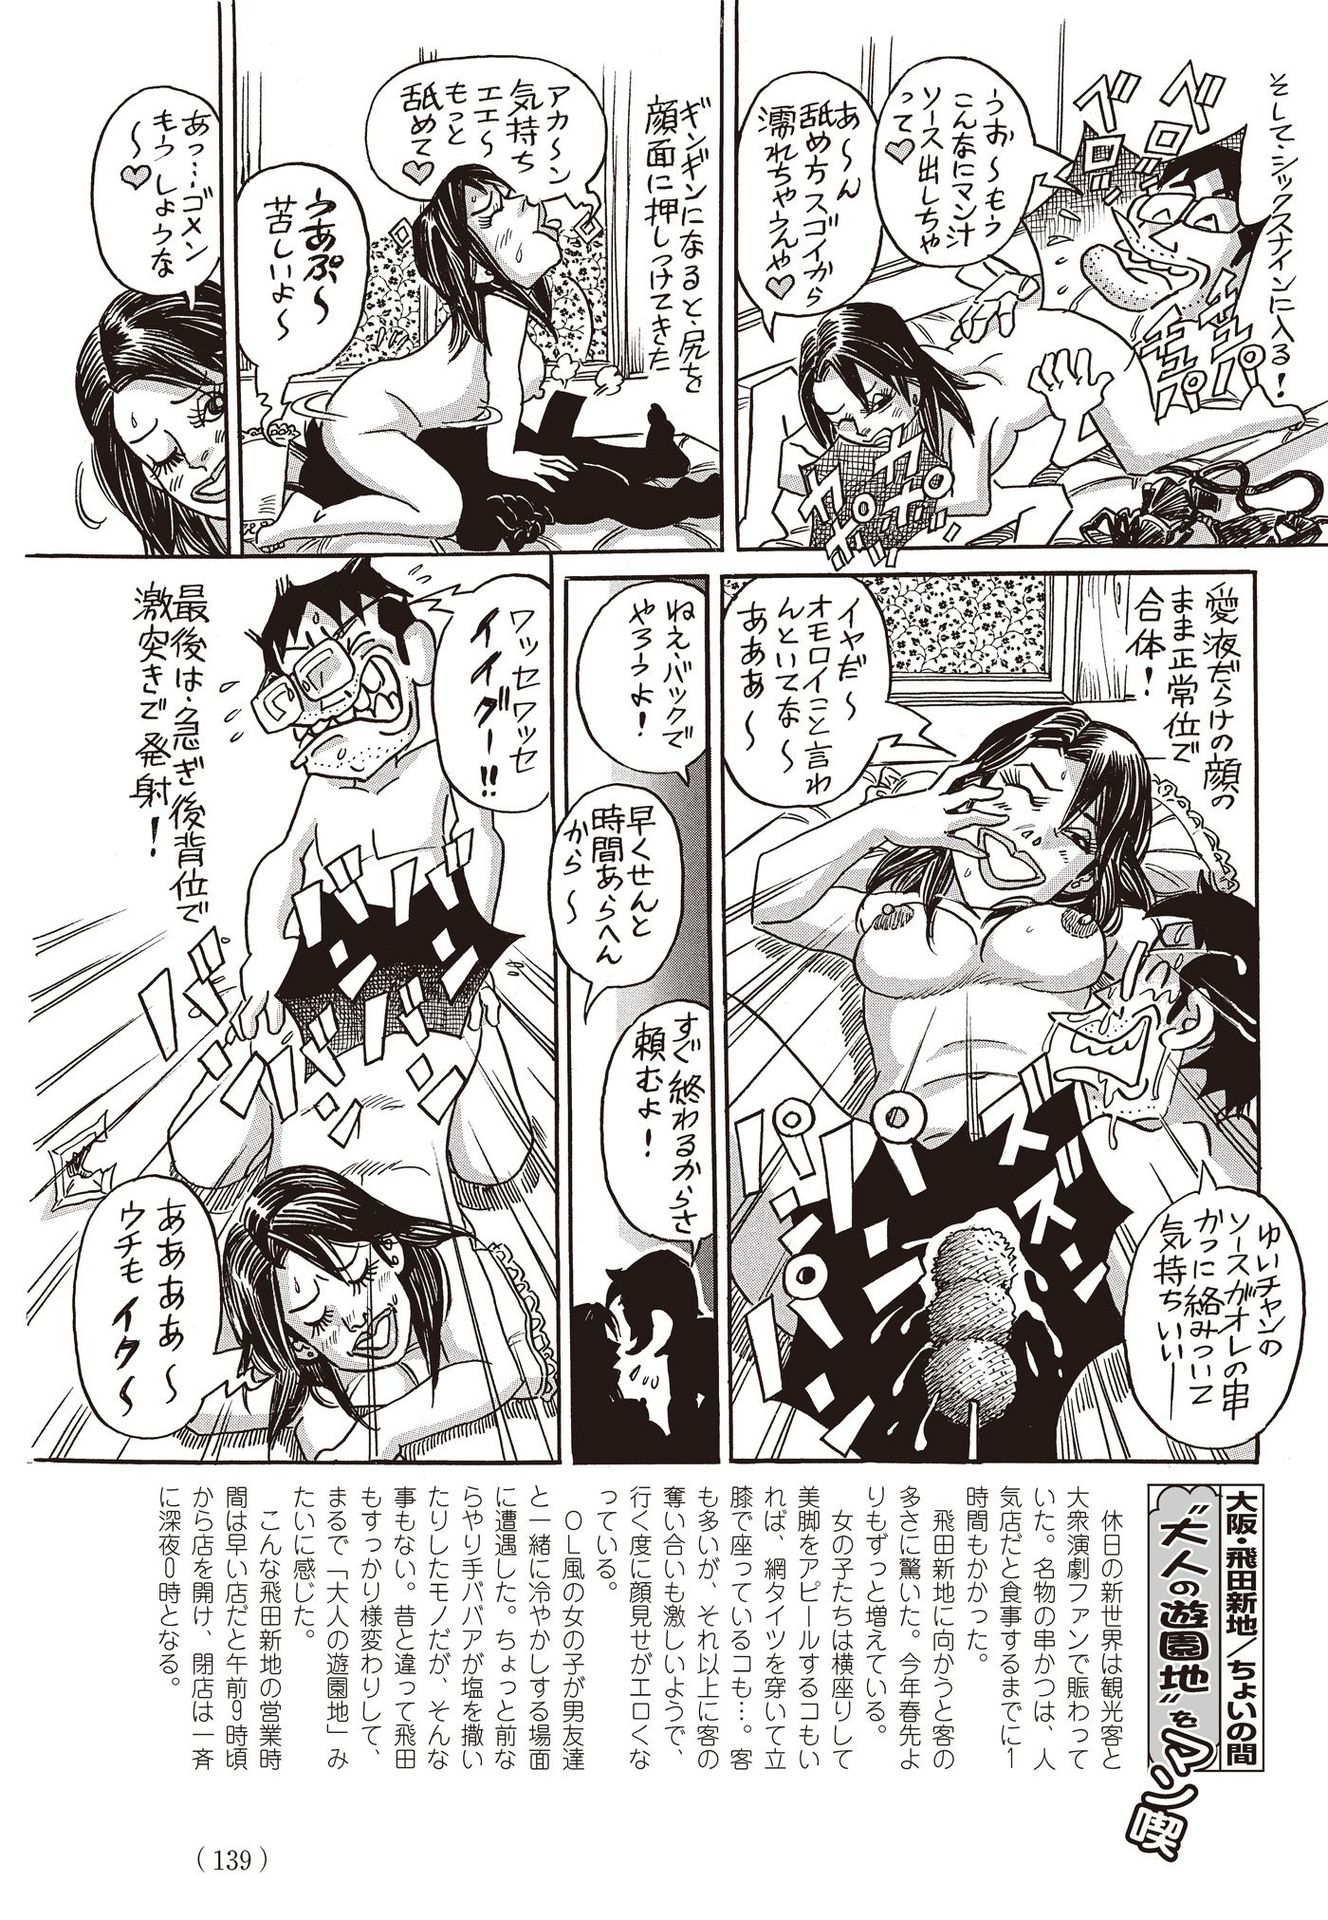 そして、シックスナインに入る！
ベロ
ベロ
うお〜もう
こんなにマン汁
ソース出しちゃ
って♡
あ〜ん
舐め方スゴイから
濡れちゃうんや♡
チュパ
チュパ
カポ
カポ
ギンギンになると、尻を
顔面に押しつけてきた
アカ〜ン
気持ち
エエ〜
もっと
舐めて♡
うあぷ〜
苦しいよ〜
あっ…ゴメン
もうしょうな
〜♡
愛液だらけの顔の
まま正常位で
合体！
イヤだ〜
オモロイこと言わ
んといてな〜
あああ〜
ズン
ズン
パン
パン
パン
ゆいチャンの
ソースがオレの串
かつに絡みついて
気持ちいい―
ねえ、バックで
やろうよ！
早くせんと
時間あらへん
から〜
すぐ終わるからさ
頼むよ！
ワッセワッセ
イイダー!!
最後は、急ぎ後背位で
激突きで発射！
バン
バン
バン
バン
ああああ〜
ウチもイク〜
大阪・飛田新地／ちょいの間
“大人の遊園地”をマン喫
休日の新世界は観光客と
大衆演劇ファンで賑わって
いた。名物の串かつは、人
気店だと食事するまでに1
時間もかかった。
飛田新地に向かうと客の
多さに驚いた。今年春先よ
りもずっと増えている。
女の子たちは横座りして
美脚をアピールするコもい
れば、網タイツを穿いて立
膝で座っているコも…。客
も多いが、それ以上に客の
奪い合いも激しいようで、
行く度に顔見せがエロくな
っている。
OL風の女の子が男友達
と一緒に冷やかしする場面
に遭遇した。ちょっと前な
らやり手ババアが塩を撒い
たりしたモノだが、そんな
事もない。昔と違って飛田
もすっかり様変わりして、
まるで「大人の遊園地」み
たいに感じた。
こんな飛田新地の営業時
間は早い店だと午前9時頃
から店を開け、閉店は一斉
に深夜0時となる。
（139）